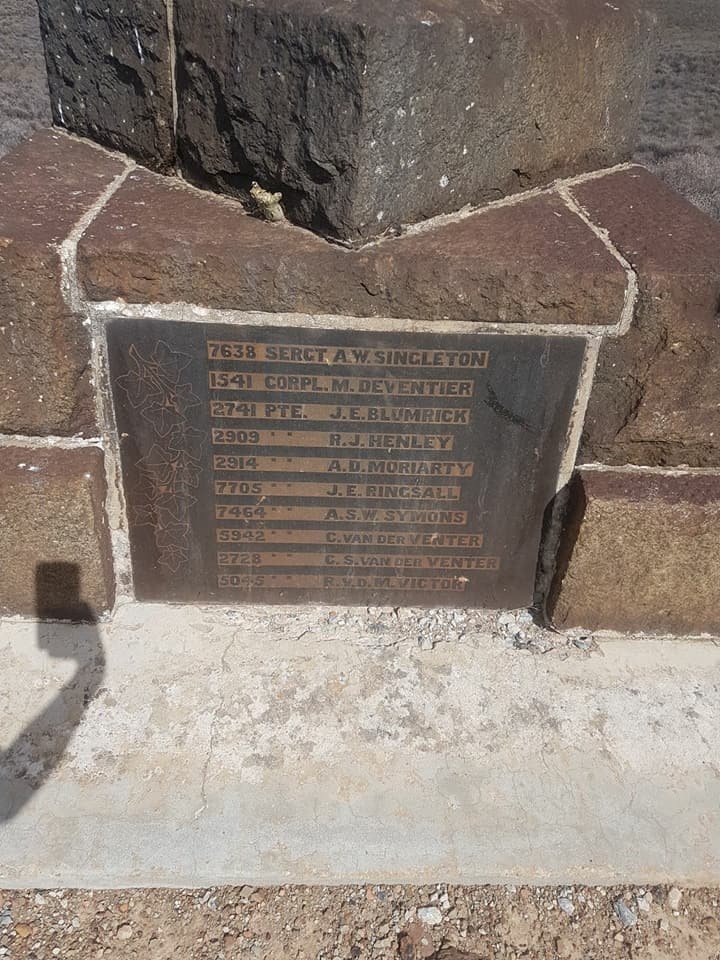 7638 SERGT. A.W. SINGLETON
1541 CORPL. M. DEVENTIER
2741 PTE. J.E. BLUMRICK
2909 " " R.J. HENLEY
2914 " " A.D. MORIARTY
7705 " " J.E. RINGSALL
7464 " " A.S.W. SYMONS
5942 " " C. VAN DER VENTER
2728 " " C.S. VAN DER VENTER
5045 " " R.V.D.M. VICTOR